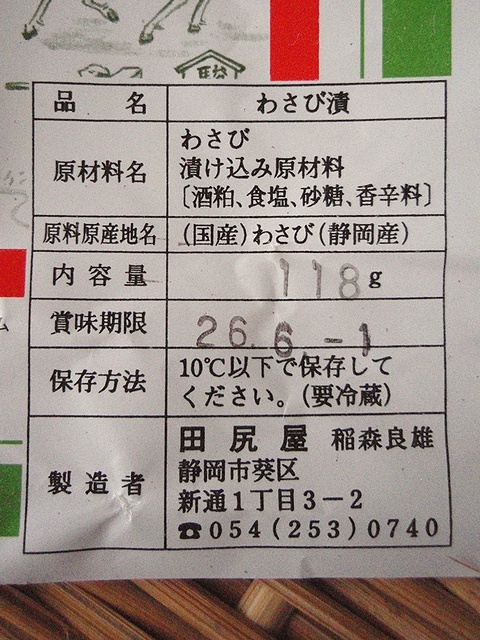 駿
品名 わさび漬
原材料名 わさび
漬け込み原材料
〔酒粕、食塩、砂糖、香辛料〕
原料原産地名 (国産)わさび(静岡産)
内容量 118g
賞味期限 26.6.-1
保存方法 10℃以下で保存して
ください。(要冷蔵)
製造者 田尻屋 稲森良雄
静岡市葵区
新通1丁目3－2
☎054(253)0740